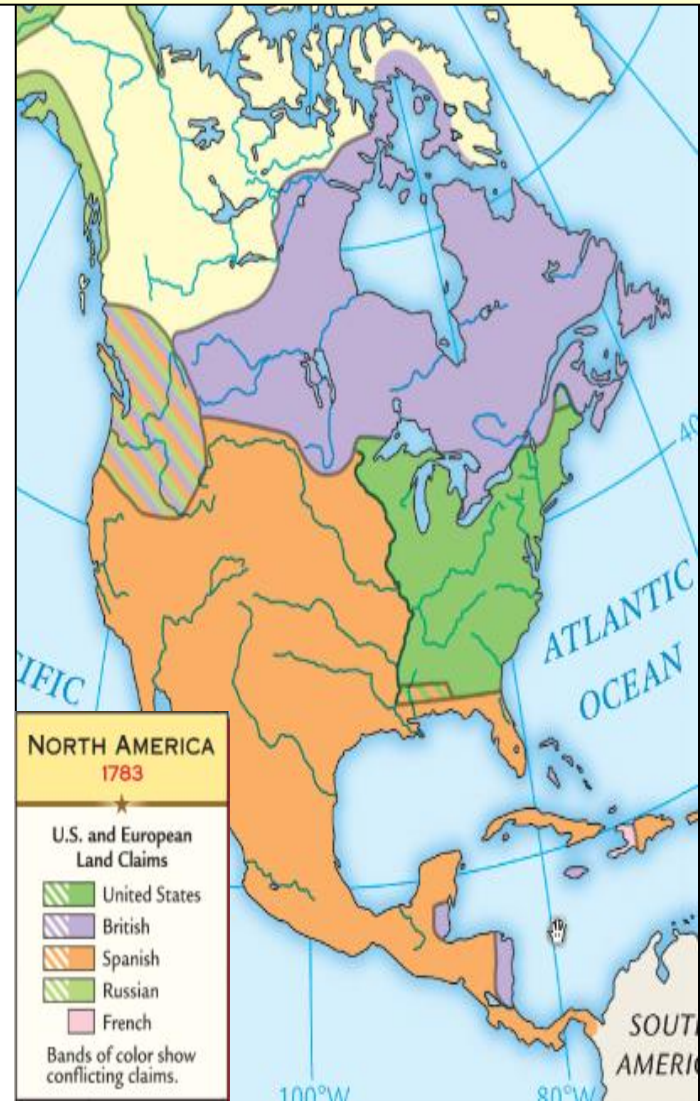 40
ATLANTIC
OCEAN
IFIC
NORTH AMERICA
1783
U.S. and European
Land Claims
United States
British
Spanish
Russian
French
Bands of color show
conflicting claims.
SOUT
AMERI
100°W
80°W